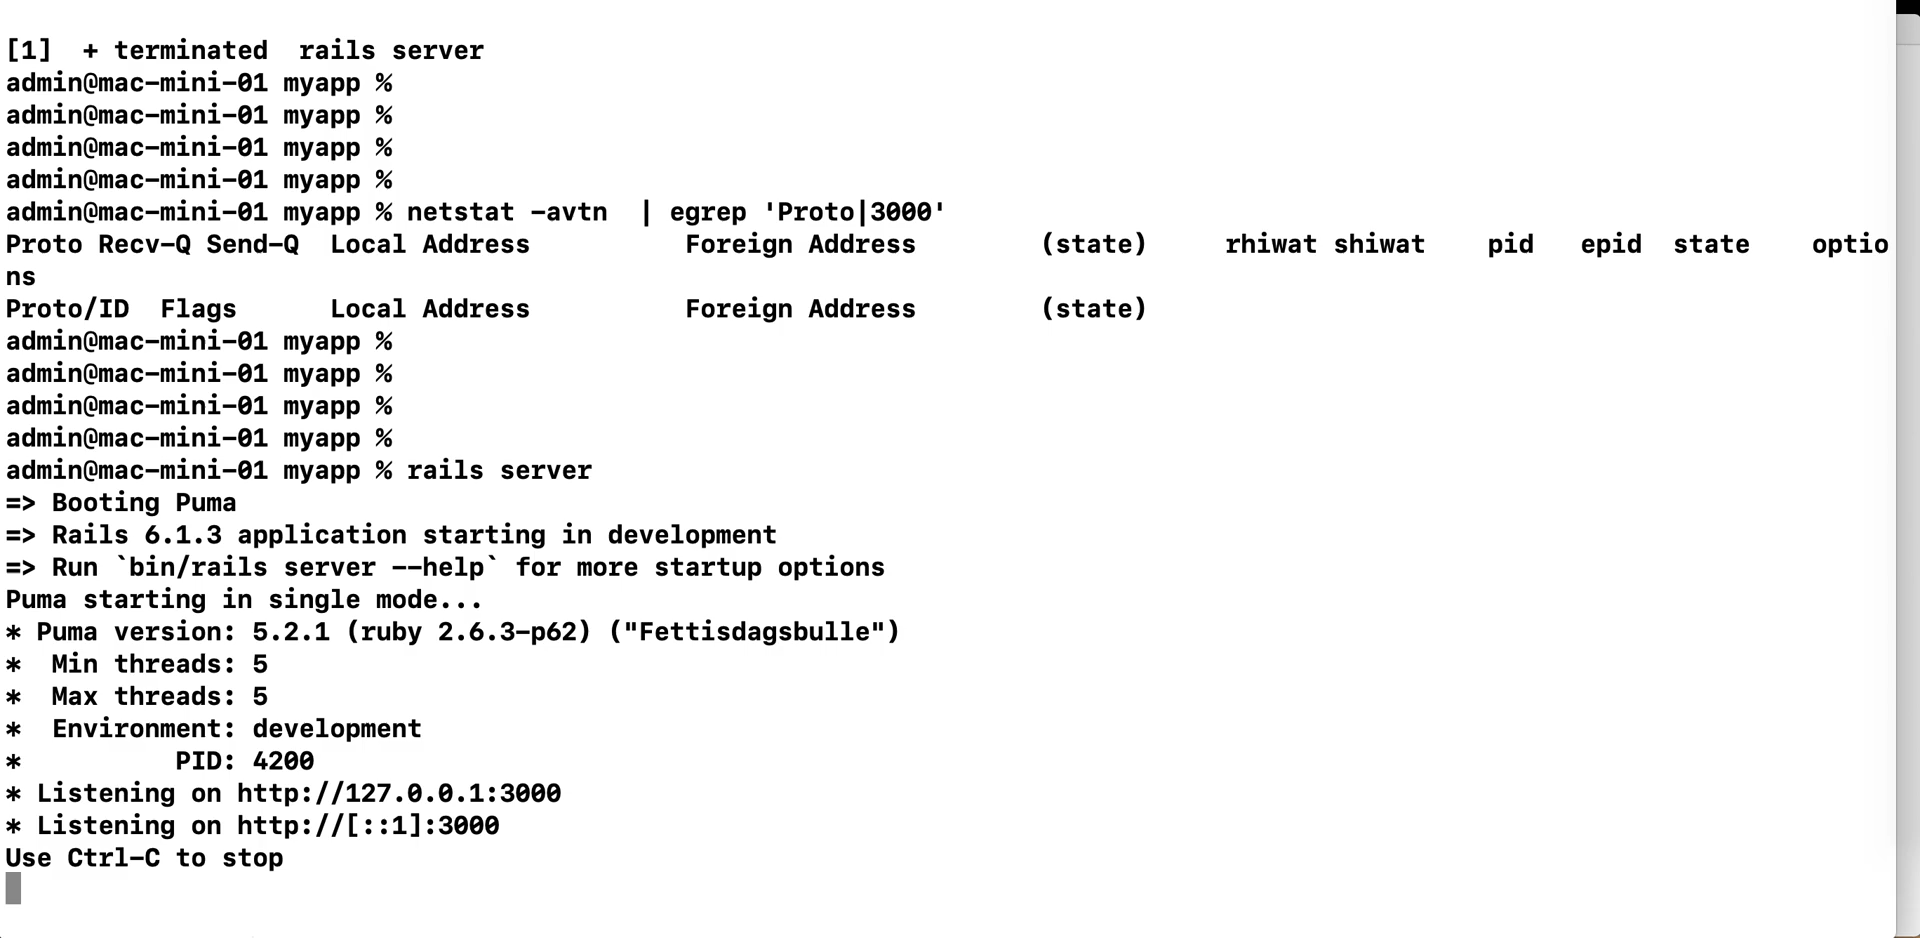 [1]  + terminated  rails server
admin@mac-mini-01 myapp %
admin@mac-mini-01 myapp %
admin@mac-mini-01 myapp %
admin@mac-mini-01 myapp %
admin@mac-mini-01 myapp % netstat -avtn  | egrep 'Proto|3000'
Proto Recv-Q Send-Q  Local Address          Foreign Address        (state)     rhiwat shiwat    pid   epid  state    optio
ns
Proto/ID  Flags      Local Address          Foreign Address        (state)
admin@mac-mini-01 myapp %
admin@mac-mini-01 myapp %
admin@mac-mini-01 myapp %
admin@mac-mini-01 myapp %
admin@mac-mini-01 myapp % rails server
=> Booting Puma
=> Rails 6.1.3 application starting in development
=> Run `bin/rails server --help` for more startup options
Puma starting in single mode...
* Puma version: 5.2.1 (ruby 2.6.3-p62) ("Fettisdagsbulle")
*  Min threads: 5
*  Max threads: 5
*  Environment: development
*          PID: 4200
* Listening on http://127.0.0.1:3000
* Listening on http://[::1]:3000
Use Ctrl-C to stop